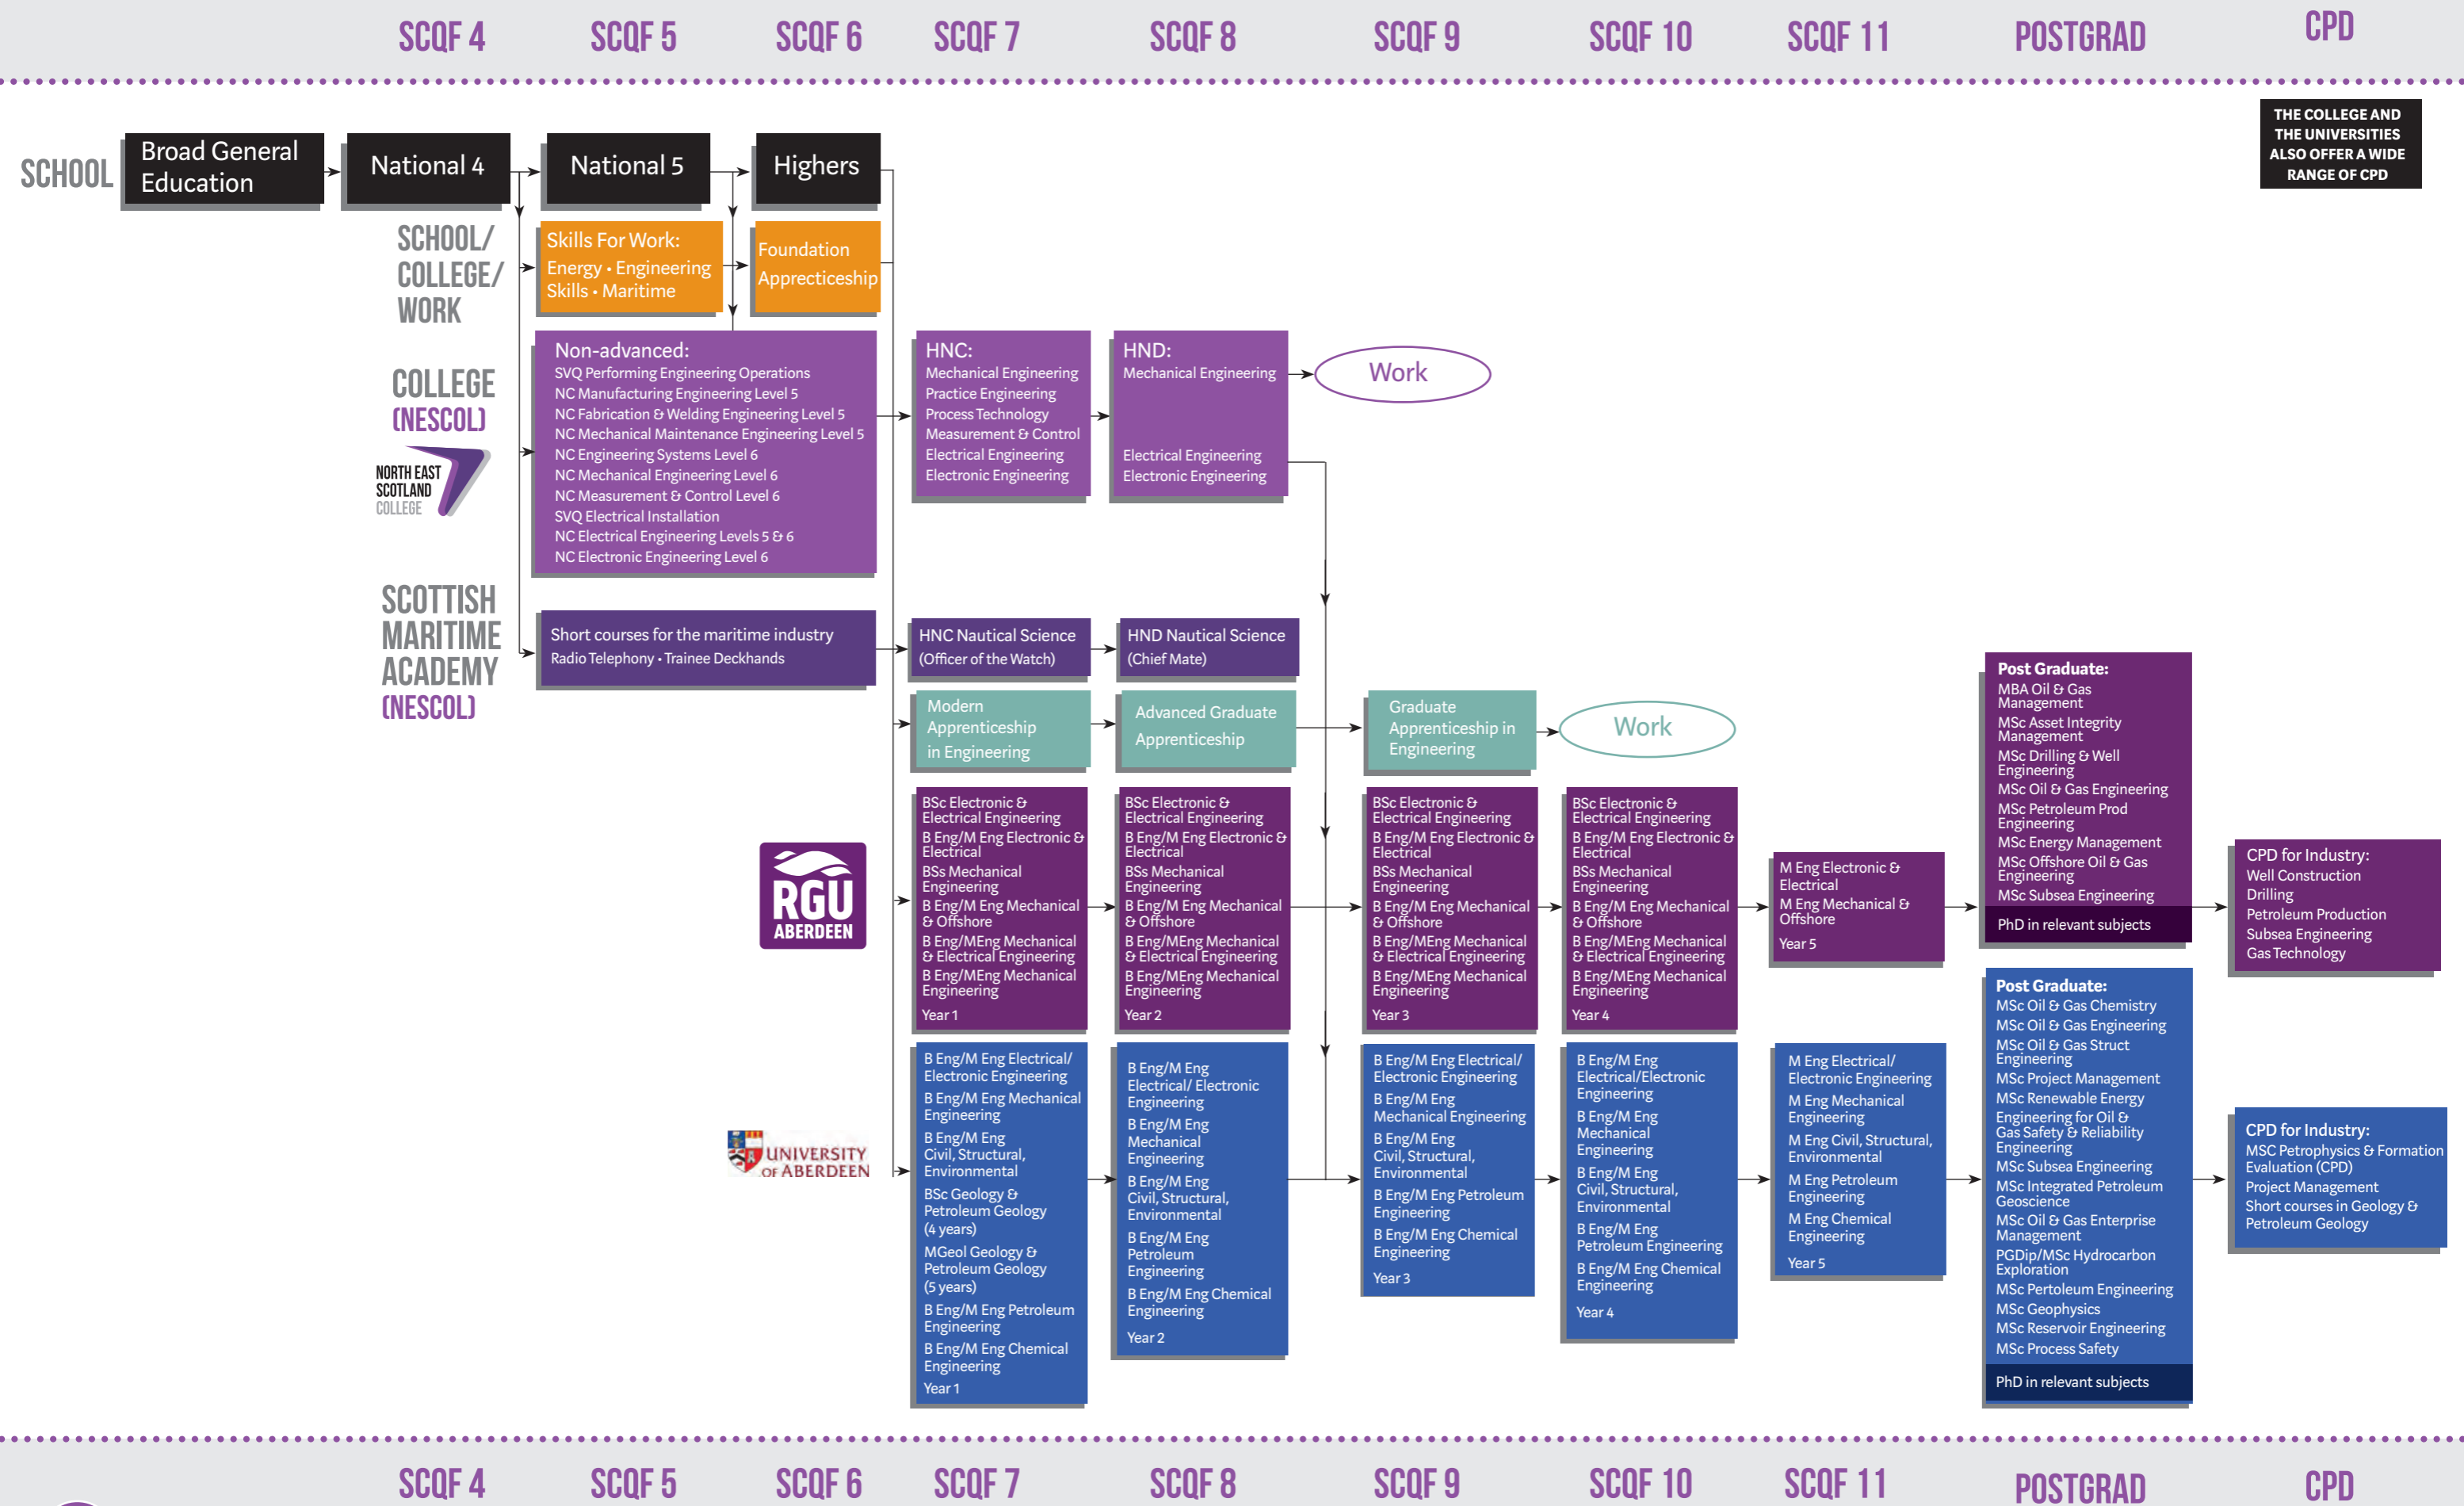 SCQF 4
SCQF 5
SCQF 6
SCQF 7
SCQF 8
SCQF 9
SCQF 10
SCQF 11
POSTGRAD
CPD
THE COLLEGE AND
THE UNIVERSITIES
ALSO OFFER A WIDE
RANGE OF CPD
SCHOOL
Broad General
Education
National 4
National 5
Highers
SCHOOL/
COLLEGE/
WORK
Skills For Work:
Energy • Engineering
Skills • Maritime
Foundation
Apprecticeship
COLLEGE
(NESCOL)
NORTH EAST
SCOTLAND
COLLEGE
Non-advanced:
SVQ Performing Engineering Operations
NC Manufacturing Engineering Level 5
NC Fabrication & Welding Engineering Level 5
NC Mechanical Maintenance Engineering Level 5
NC Engineering Systems Level 6
NC Mechanical Engineering Level 6
NC Measurement & Control Level 6
SVQ Electrical Installation
NC Electrical Engineering Levels 5 & 6
NC Electronic Engineering Level 6
HNC:
Mechanical Engineering
Practice Engineering
Process Technology
Measurement & Control
Electrical Engineering
Electronic Engineering
HND:
Mechanical Engineering
Electrical Engineering
Electronic Engineering
Work
SCOTTISH
MARITIME
ACADEMY
(NESCOL)
Short courses for the maritime industry
Radio Telephony • Trainee Deckhands
HNC Nautical Science
(Officer of the Watch)
HND Nautical Science
(Chief Mate)
Modern
Apprenticeship
in Engineering
Advanced Graduate
Apprenticeship
Graduate
Apprenticeship in
Engineering
Work
RGU
ABERDEEN
BSc Electronic &
Electrical Engineering
B Eng/M Eng Electronic &
Electrical
BSs Mechanical
Engineering
B Eng/M Eng Mechanical
& Offshore
B Eng/MEng Mechanical
& Electrical Engineering
B Eng/MEng Mechanical
Engineering
Year 1
BSc Electronic &
Electrical Engineering
B Eng/M Eng Electronic &
Electrical
BSs Mechanical
Engineering
B Eng/M Eng Mechanical
& Offshore
B Eng/MEng Mechanical
& Electrical Engineering
B Eng/MEng Mechanical
Engineering
Year 2
BSc Electronic &
Electrical Engineering
B Eng/M Eng Electronic &
Electrical
BSs Mechanical
Engineering
B Eng/M Eng Mechanical
& Offshore
B Eng/MEng Mechanical
& Electrical Engineering
B Eng/MEng Mechanical
Engineering
Year 3
BSc Electronic &
Electrical Engineering
B Eng/M Eng Electronic &
Electrical
BSs Mechanical
Engineering
B Eng/M Eng Mechanical
& Offshore
B Eng/MEng Mechanical
& Electrical Engineering
B Eng/MEng Mechanical
Engineering
Year 4
M Eng Electronic &
Electrical
M Eng Mechanical &
Offshore
Year 5
Post Graduate:
MBA Oil & Gas
Management
MSc Asset Integrity
Management
MSc Drilling & Well
Engineering
MSc Oil & Gas Engineering
MSc Petroleum Prod
Engineering
MSc Energy Management
MSc Offshore Oil & Gas
Engineering
MSc Subsea Engineering
PhD in relevant subjects
CPD for Industry:
Well Construction
Drilling
Petroleum Production
Subsea Engineering
Gas Technology
UNIVERSITY
OF ABERDEEN
B Eng/M Eng Electrical/
Electronic Engineering
B Eng/M Eng Mechanical
Engineering
B Eng/M Eng
Civil, Structural,
Environmental
BSc Geology &
Petroleum Geology
(4 years)
MGeol Geology &
Petroleum Geology
(5 years)
B Eng/M Eng Petroleum
Engineering
B Eng/M Eng Chemical
Engineering
Year 1
B Eng/M Eng
Electrical/ Electronic
Engineering
B Eng/M Eng
Mechanical
Engineering
B Eng/M Eng
Civil, Structural,
Environmental
B Eng/M Eng
Petroleum
Engineering
B Eng/M Eng Chemical
Engineering
Year 2
B Eng/M Eng Electrical/
Electronic Engineering
B Eng/M Eng
Mechanical Engineering
B Eng/M Eng
Civil, Structural,
Environmental
B Eng/M Eng Petroleum
Engineering
B Eng/M Eng Chemical
Engineering
Year 3
B Eng/M Eng
Electrical/Electronic
Engineering
B Eng/M Eng
Mechanical
Engineering
B Eng/M Eng
Civil, Structural,
Environmental
B Eng/M Eng
Petroleum Engineering
B Eng/M Eng Chemical
Engineering
Year 4
M Eng Electrical/
Electronic Engineering
M Eng Mechanical
Engineering
M Eng Civil, Structural,
Environmental
M Eng Petroleum
Engineering
M Eng Chemical
Engineering
Year 5
Post Graduate:
MSc Oil & Gas Chemistry
MSc Oil & Gas Engineering
MSc Oil & Gas Struct
Engineering
MSc Project Management
MSc Renewable Energy
Engineering for Oil &
Gas Safety & Reliability
Engineering
MSc Subsea Engineering
MSc Integrated Petroleum
Geoscience
MSc Oil & Gas Enterprise
Management
PGDip/MSc Hydrocarbon
Exploration
MSc Pertoleum Engineering
MSc Geophysics
MSc Reservoir Engineering
MSc Process Safety
PhD in relevant subjects
CPD for Industry:
MSC Petrophysics & Formation
Evaluation (CPD)
Project Management
Short courses in Geology &
Petroleum Geology
SCQF 4
SCQF 5
SCQF 6
SCQF 7
SCQF 8
SCQF 9
SCQF 10
SCQF 11
POSTGRAD
CPD